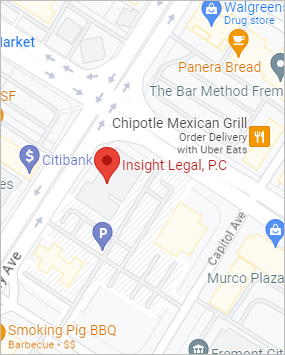 Walgreens
Drug store
Market
Panera Bread
The Bar Method Frem
SF
Chipotle Mexican Grill
Order Delivery
with Uber Eats
Citibank
Insight Legal, P.C
es
P
Capitol Ave
Murco Plaza
y Ave
Smoking Pig BBQ
Barbecue • $$
Fremont City